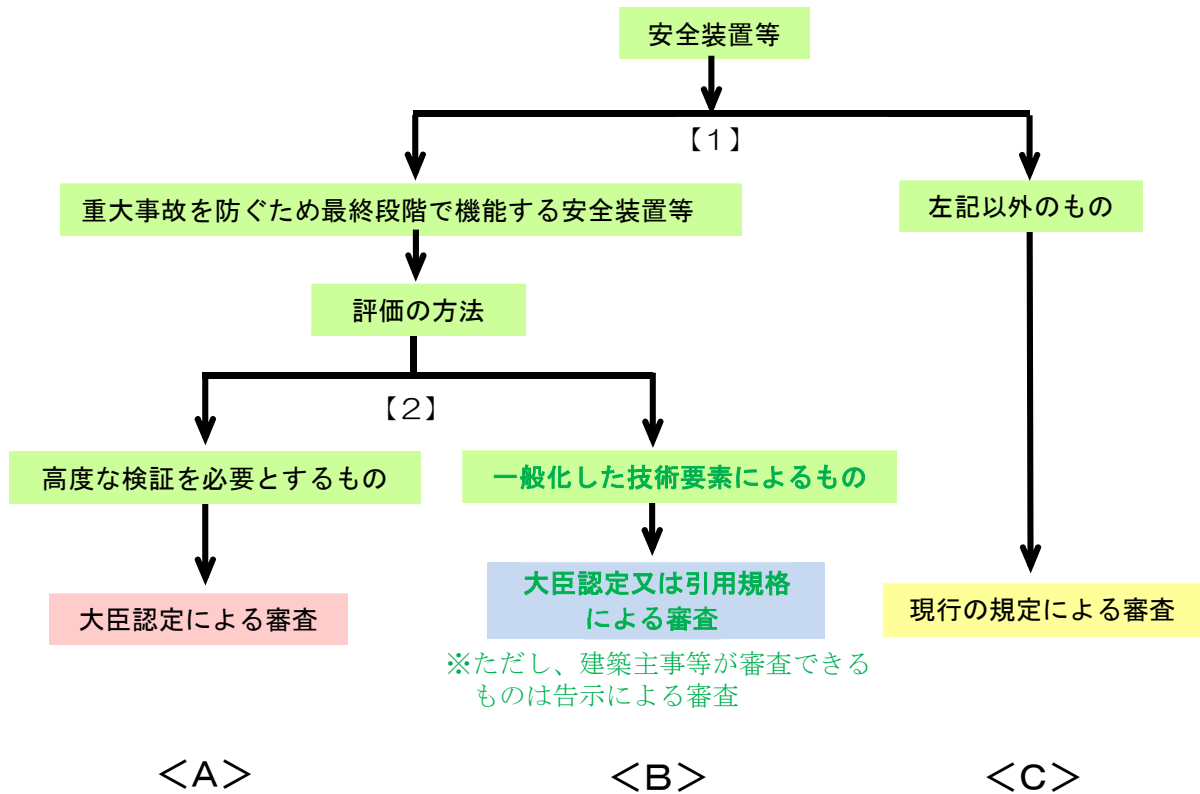 安全装置等
【１】
重大事故を防ぐため最終段階で機能する安全装置等
左記以外のもの
評価の方法
【２】
高度な検証を必要とするもの
一般化した技術要素によるもの
大臣認定による審査
大臣認定又は引用規格
による審査
現行の規定による審査
※ただし、建築主事等が審査できる
ものは告示による審査
＜Ａ＞
＜Ｂ＞
＜Ｃ＞